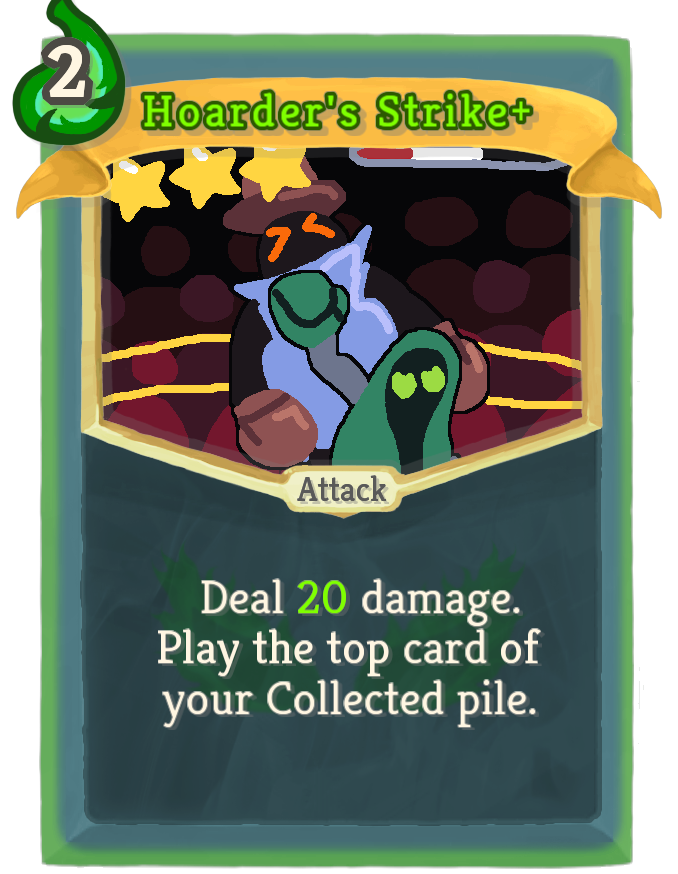 2
Hoarder's Strike+
Attack
Deal 20 damage.
Play the top card of
your Collected pile.